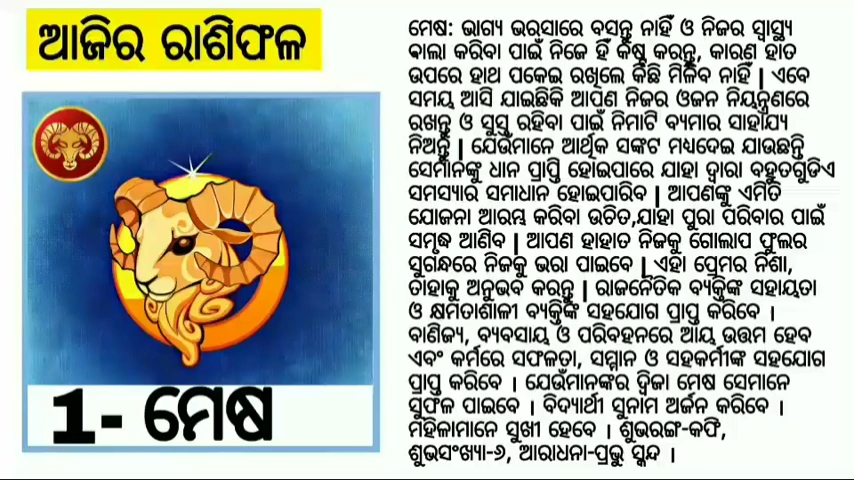 ଆଜିର ରାଶିଫଳ
1- ମେଷ
ମେଷ: ଭାଗ୍ୟ ଭରସାରେ ବସନ୍ତୁ ନାହିଁ ଓ ନିଜର ସ୍ୱାସ୍ଥ୍ୟ
ଵାଲା କରିବା ପାଇଁ ନିଜେ ହିଁ କଷ୍ଟ କରନ୍ତୁ, କାରଣ ହାତ
ଉପରେ ହାଥ ପକେଇ ରଖିଲେ କିଛି ମିଳିବ ନାହିଁ | ଏବେ
ସମୟ ଆସି ଯାଇଛିକି ଆପଣ ନିଜର ଓଜନ ନିୟନ୍ତ୍ରଣରେ
ରଖନ୍ତୁ ଓ ସୁସ୍ଥ ରହିବା ପାଇଁ ନିମାଟି ବ୍ୟମାର ସାହାଯ୍ୟ
ନିଅନ୍ତୁ | ଯେଉଁମାନେ ଆର୍ଥିକ ସଙ୍କଟ ମଧ୍ୟଦେଇ ଯାଉଛନ୍ତି
ସେମାନଙ୍କୁ ଧାନ ପ୍ରାପ୍ତି ହୋଇପାରେ ଯାହା ଦ୍ୱାରା ବହୁତଗୁଡିଏ
ସମସ୍ୟାର ସମାଧାନ ହୋଇପାରିବ | ଆପଣଙ୍କୁ ଏମିତି
ଯୋଜନା ଆରମ୍ଭ କରିବା ଉଚିତ,ଯାହା ପୁରା ପରିବାର ପାଇଁ
ସମୃଦ୍ଧ ଆଣିବ | ଆପଣ ହାହାତ ନିଜକୁ ଗୋଲାପ ଫୁଲର
ସୁଗନ୍ଧରେ ନିଜକୁ ଭରା ପାଇବେ | ଏହା ପ୍ରେମର ନିଶା,
ତାହାକୁ ଅନୁଭବ କରନ୍ତୁ | ରାଜନୈତିକ ବ୍ୟକ୍ତିଙ୍କ ସହାୟତା
ଓ କ୍ଷମତାଶାଳୀ ବ୍ୟକ୍ତିଙ୍କ ସହଯୋଗ ପ୍ରାପ୍ତ କରିବେ ।
ବାଣିଜ୍ୟ, ବ୍ୟବସାୟ ଓ ପରିବହନରେ ଆୟ ଉତ୍ତମ ହେବ
ଏବଂ କର୍ମରେ ସଫଳତା, ସମ୍ମାନ ଓ ସହକର୍ମୀଙ୍କ ସହଯୋଗ
ପ୍ରାପ୍ତ କରିବେ । ଯେଉଁମାନଙ୍କର ଦ୍ୱିଜା ମେଷ ସେମାନେ
ସୁଫଳ ପାଇବେ । ବିଦ୍ୟାର୍ଥୀ ସୁନାମ ଅର୍ଜନ କରିବେ ।
ମହିଳାମାନେ ସୁଖୀ ହେବେ । ଶୁଭରଙ୍ଗ-କଫି,
ଶୁଭସଂଖ୍ୟା-୬, ଆରାଧନା-ପ୍ରଭୁ ସ୍କନ୍ଦ ।